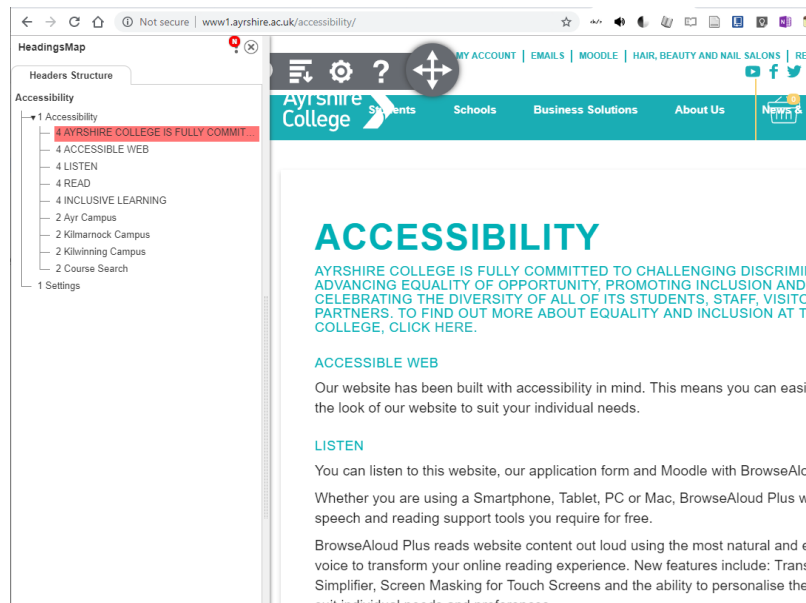 Not secure | www1.ayrshire.ac.uk/accessibility/
HeadingsMap
Headers Structure
Accessibility
1 Accessibility
4 AYRSHIRE COLLEGE IS FULLY COMMIT...
4 ACCESSIBLE WEB
4 LISTEN
4 READ
4 INCLUSIVE LEARNING
2 Ayr Campus
2 Kilmarnock Campus
2 Kilwinning Campus
2 Course Search
1 Settings
MY ACCOUNT | EMAILS | MOODLE | HAIR, BEAUTY AND NAIL SALONS | RE
?
Ayrshire
College
Students Schools Business Solutions About Us News &
0
ACCESSIBILITY
AYRSHIRE COLLEGE IS FULLY COMMITTED TO CHALLENGING DISCRIMI
ADVANCING EQUALITY OF OPPORTUNITY, PROMOTING INCLUSION AND
CELEBRATING THE DIVERSITY OF ALL OF ITS STUDENTS, STAFF, VISITO
PARTNERS. TO FIND OUT MORE ABOUT EQUALITY AND INCLUSION AT T
COLLEGE, CLICK HERE.
ACCESSIBLE WEB
Our website has been built with accessibility in mind. This means you can easi
the look of our website to suit your individual needs.
LISTEN
You can listen to this website, our application form and Moodle with BrowseAlo
Whether you are using a Smartphone, Tablet, PC or Mac, BrowseAloud Plus w
speech and reading support tools you require for free.
BrowseAloud Plus reads website content out loud using the most natural and e
voice to transform your online reading experience. New features include: Trans
Simplifier, Screen Masking for Touch Screens and the ability to personalise the
suit individual needs and preferences.